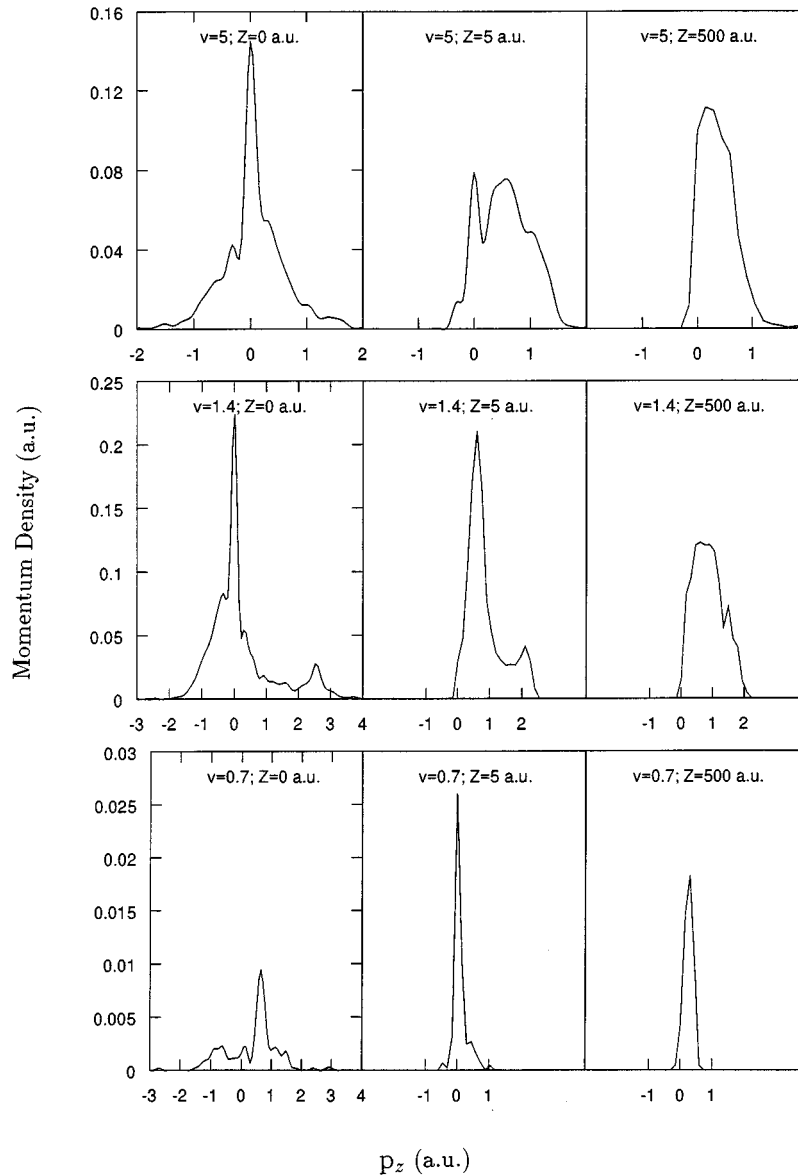 0.16
v=5; Z=0 a.u. v=5; Z=5 a.u. v=5; Z=500 a.u.
0.12
0.08
0.04
0
-2 -1 0 1 2 -1 0 1 -1 0 1
0.25
v=1.4; Z=0 a.u. v=1.4; Z=5 a.u. v=1.4; Z=500 a.u.
0.2
0.15
0.1
0.05
0
-3 -2 -1 0 1 2 3 4 -1 0 1 2 -1 0 1 2
Momentum Density (a.u.)
0.03
v=0.7; Z=0 a.u. v=0.7; Z=5 a.u. v=0.7; Z=500 a.u.
0.025
0.02
0.015
0.01
0.005
0
-3 -2 -1 0 1 2 3 4 -1 0 1 -1 0 1
p_z (a.u.)